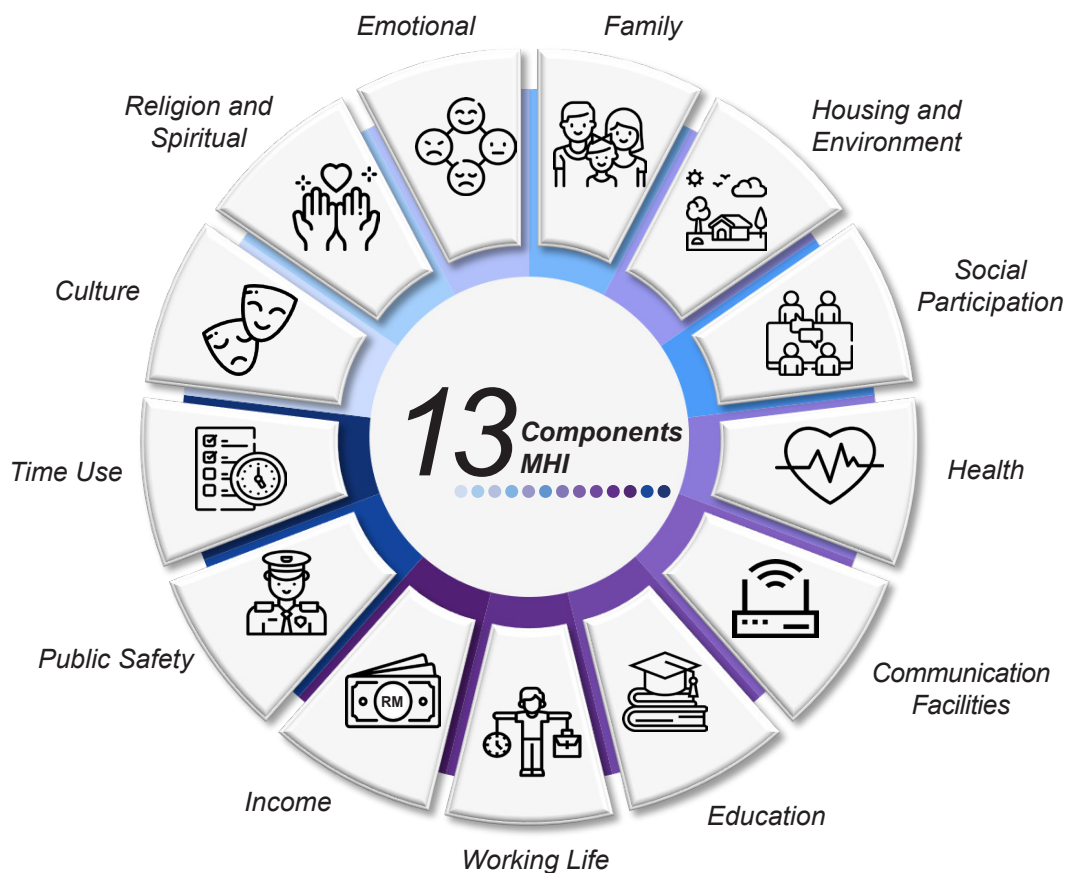 Emotional
Family
Religion and
Spiritual
Housing and
Environment
Culture
Social
Participation
13 Components
MHI
Time Use
Health
Public Safety
RM
Communication
Facilities
Income
Education
Working Life